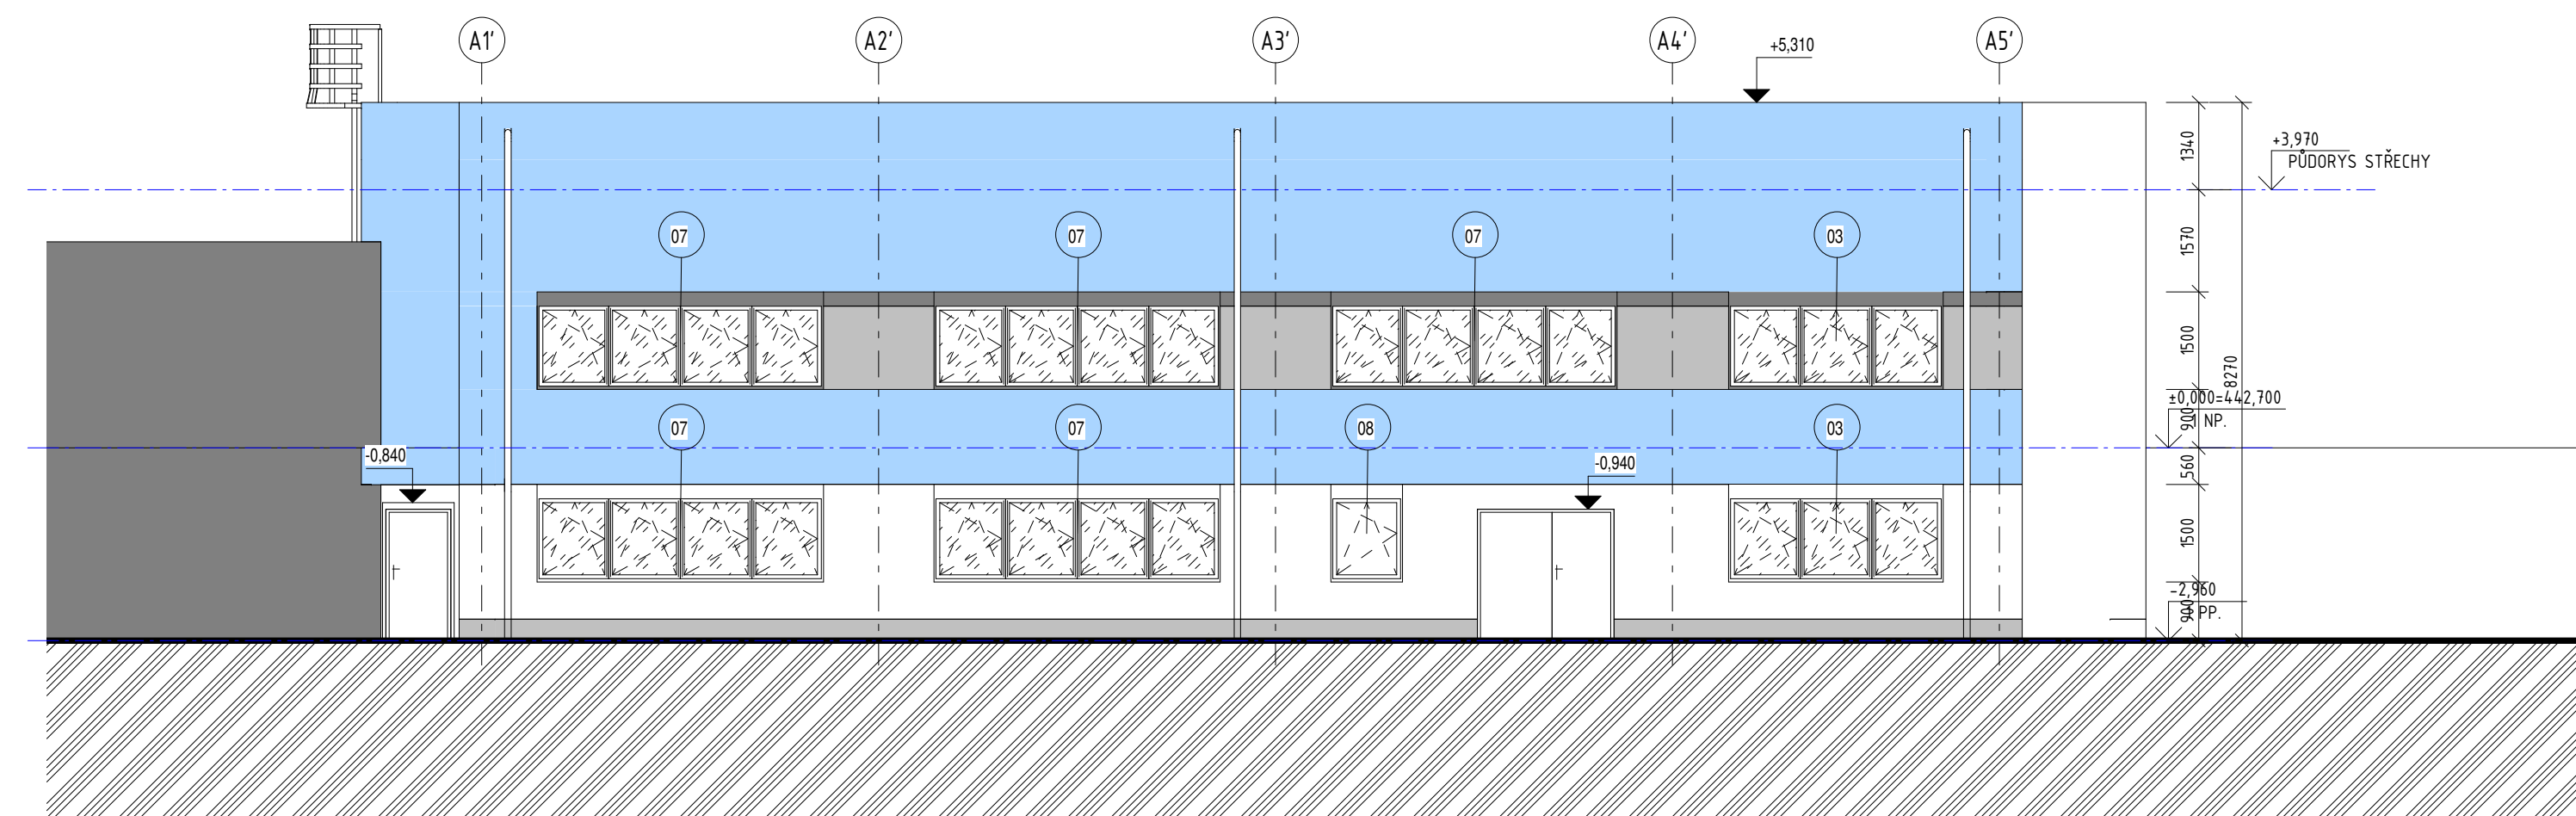 A1' A2' A3' A4' A5'
+5,310
+3,970
PŮDORYS STŘECHY
1340
07 07 07 03
1570
1500
8270
±0,000=442,700
900
1 NP.
07 07 08 03
-0,840
-0,940
560
1500
-2,960
900
1 PP.